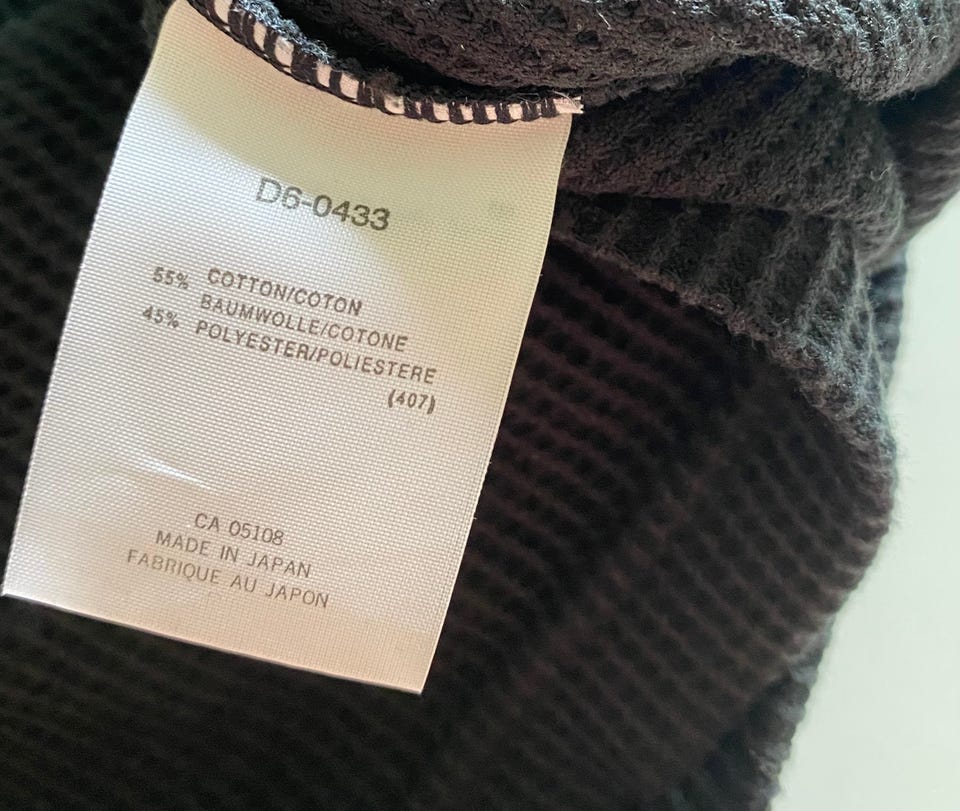 D6-0433
55% COTTON/COTON
BAUMWOLLE/COTONE
45% POLYESTER/POLIESTERE
(407)
CA 05108
MADE IN JAPAN
FABRIQUE AU JAPON